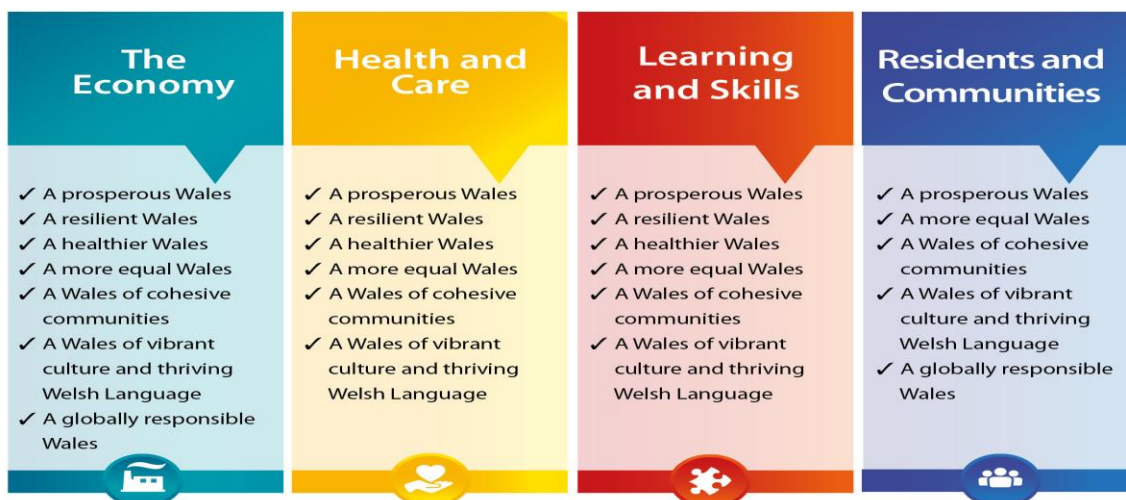 The
Economy
✓ A prosperous Wales
✓ A resilient Wales
✓ A healthier Wales
✓ A more equal Wales
✓ A Wales of cohesive
communities
✓ A Wales of vibrant
culture and thriving
Welsh Language
✓ A globally responsible
Wales
Health and
Care
✓ A prosperous Wales
✓ A resilient Wales
✓ A healthier Wales
✓ A more equal Wales
✓ A Wales of cohesive
communities
✓ A Wales of vibrant
culture and thriving
Welsh Language
Learning
and Skills
✓ A prosperous Wales
✓ A resilient Wales
✓ A healthier Wales
✓ A more equal Wales
✓ A Wales of cohesive
communities
✓ A Wales of vibrant
culture and thriving
Welsh Language
Residents and
Communities
✓ A prosperous Wales
✓ A more equal Wales
✓ A Wales of cohesive
communities
✓ A Wales of vibrant
culture and thriving
Welsh Language
✓ A globally responsible
Wales